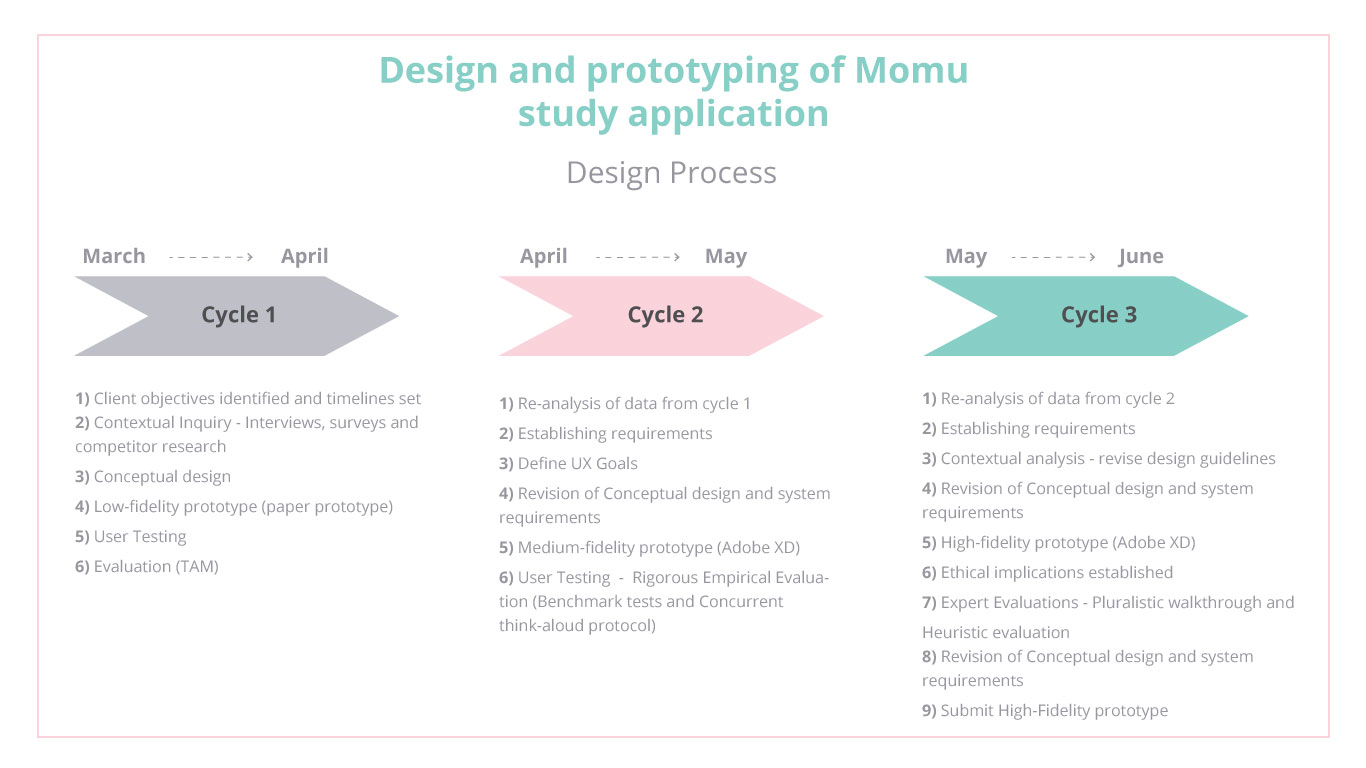 Design and prototyping of Momu
study application
Design Process
March April
Cycle 1
1) Client objectives identified and timelines set
2) Contextual Inquiry - Interviews, surveys and
competitor research
3) Conceptual design
4) Low-fidelity prototype (paper prototype)
5) User Testing
6) Evaluation (TAM)
April May
Cycle 2
1) Re-analysis of data from cycle 1
2) Establishing requirements
3) Define UX Goals
4) Revision of Conceptual design and system
requirements
5) Medium-fidelity prototype (Adobe XD)
6) User Testing - Rigorous Empirical Evalua-
tion (Benchmark tests and Concurrent
think-aloud protocol)
May June
Cycle 3
1) Re-analysis of data from cycle 2
2) Establishing requirements
3) Contextual analysis - revise design guidelines
4) Revision of Conceptual design and system
requirements
5) High-fidelity prototype (Adobe XD)
6) Ethical implications established
7) Expert Evaluations - Pluralistic walkthrough and
Heuristic evaluation
8) Revision of Conceptual design and system
requirements
9) Submit High-Fidelity prototype